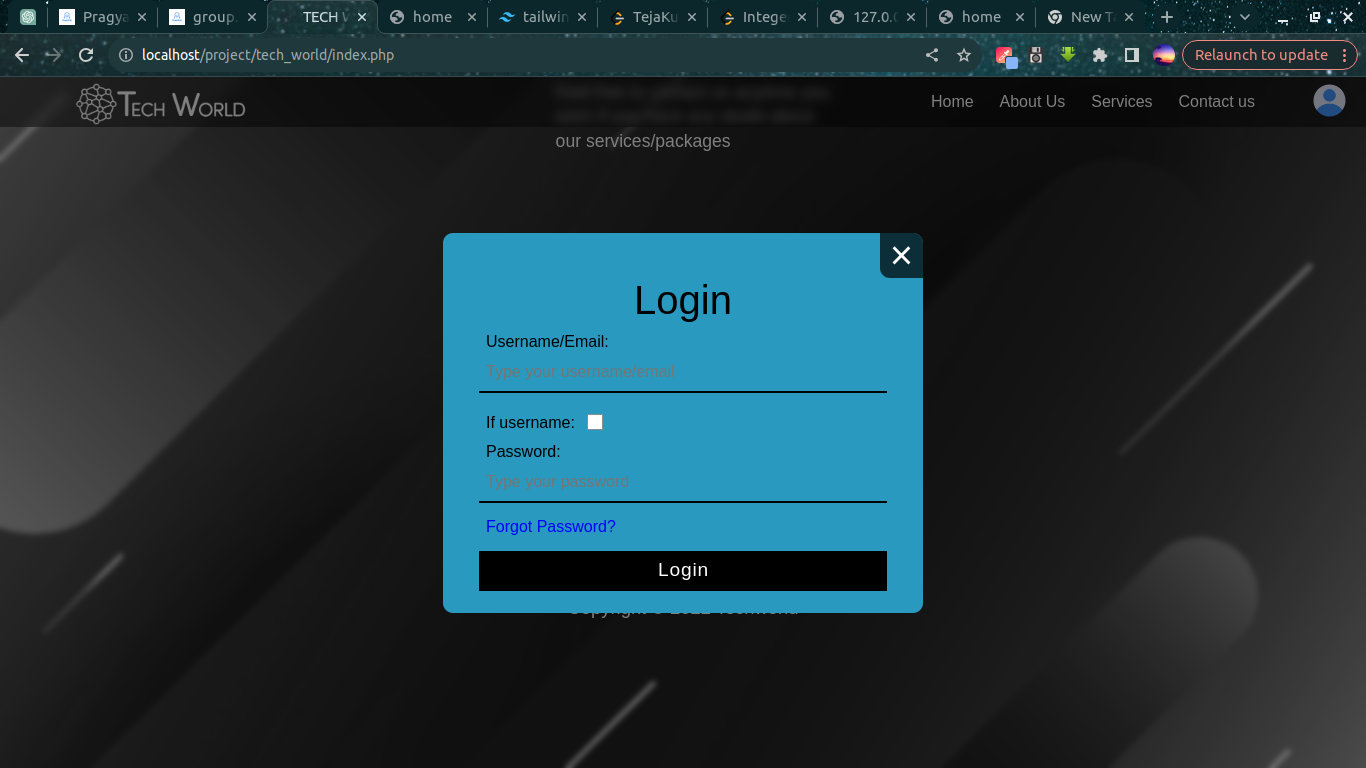 Pragya
group.
TECH W
home
tailwin
TejaKu
Intege
127.0.0
home
New Ta
localhost/project/tech_world/index.php
Relaunch to update
TECH WORLD
Home
About Us
Services
Contact us
our services/packages
Login
Username/Email:
Type your username/email
If username:
Password:
Type your password
Forgot Password?
Login